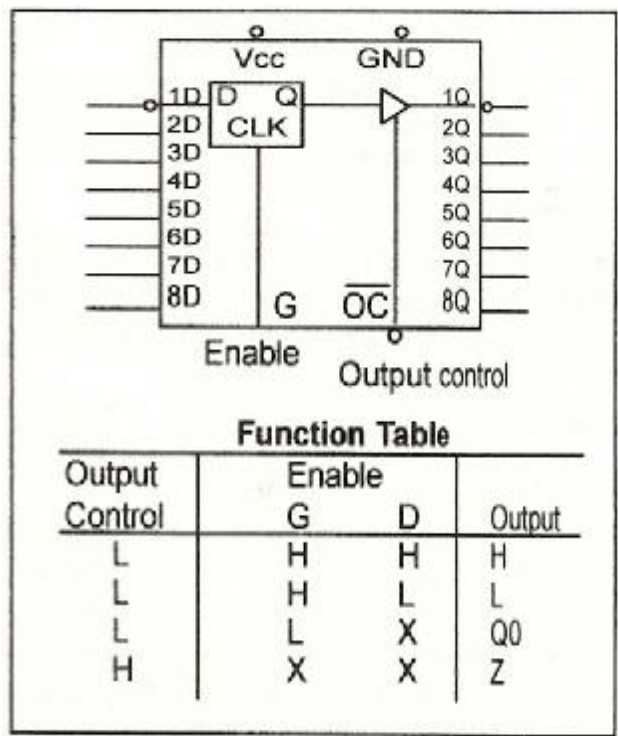 Vcc GND
1D D Q 1Q
2D CLK 2Q
3D 3Q
4D 4Q
5D 5Q
6D 6Q
7D 7Q
8D G OC 8Q
Enable
Output control
Function Table
Output Enable
Control G D Output
L H H H
L H L L
L L X Q0
H X X Z